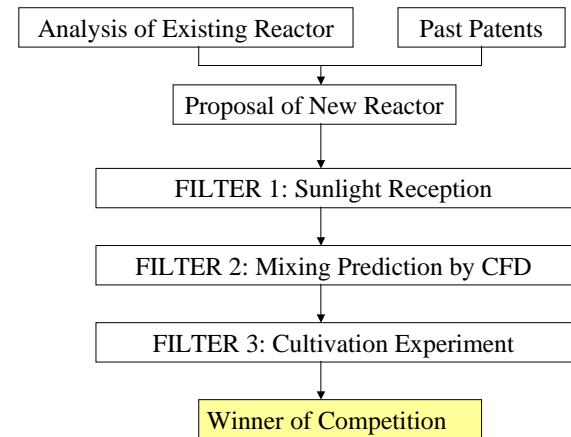 Analysis of Existing Reactor
Past Patents
Proposal of New Reactor
FILTER 1: Sunlight Reception
FILTER 2: Mixing Prediction by CFD
FILTER 3: Cultivation Experiment
Winner of Competition